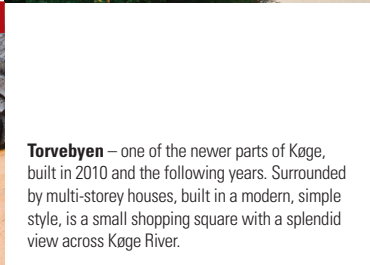 Torvebyen – one of the newer parts of Køge,
built in 2010 and the following years. Surrounded
by multi-storey houses, built in a modern, simple
style, is a small shopping square with a splendid
view across Køge River.